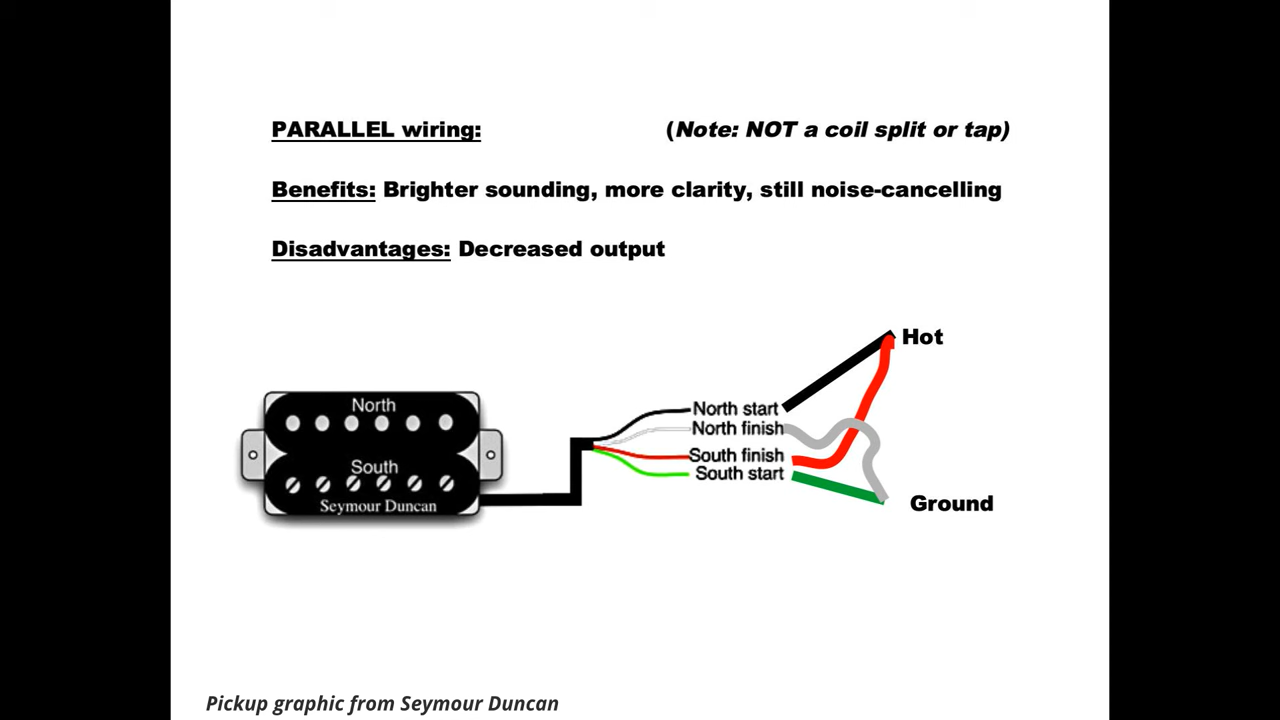 PARALLEL wiring: (Note: NOT a coil split or tap)
Benefits: Brighter sounding, more clarity, still noise-cancelling
Disadvantages: Decreased output
Hot
North
North start
North finish
South finish
South
South start
Seymour Duncan
Ground
Pickup graphic from Seymour Duncan